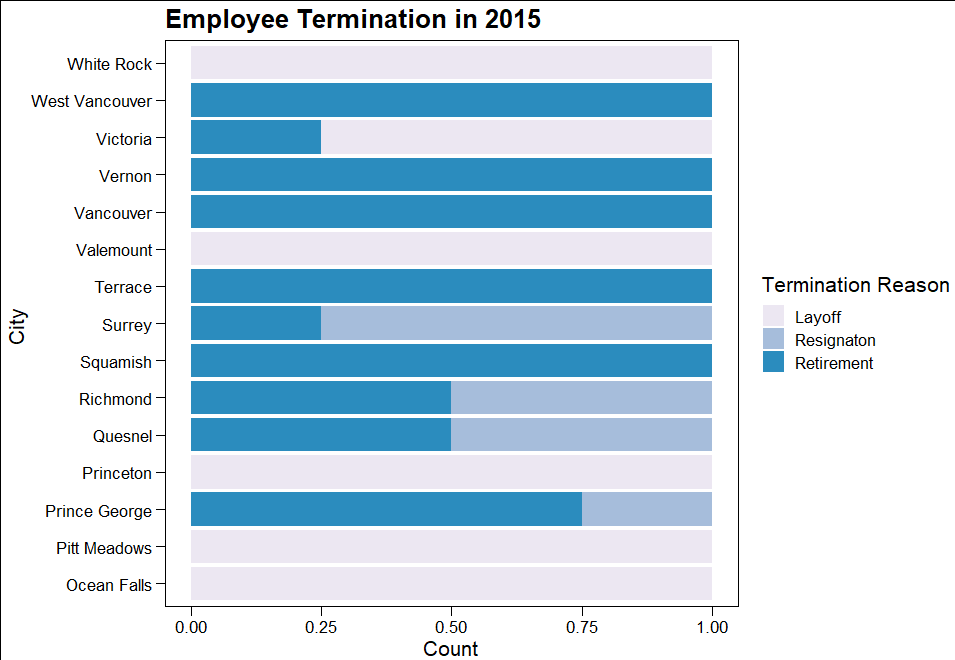 Employee Termination in 2015
City
White Rock
West Vancouver
Victoria
Vernon
Vancouver
Valemount
Terrace
Surrey
Squamish
Richmond
Quesnel
Princeton
Prince George
Pitt Meadows
Ocean Falls
0.00 0.25 0.50 0.75 1.00
Count
Termination Reason
Layoff
Resignaton
Retirement